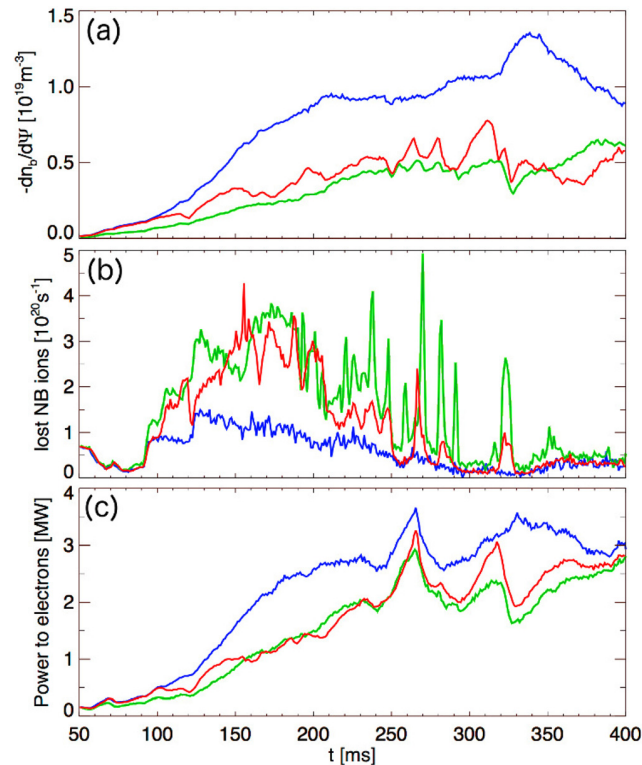 (a)
-dn_b/dΨ [10^19 m^-3]
1.5
1.0
0.5
0.0
(b)
lost NB ions [10^20 s^-1]
5
4
3
2
1
0
(c)
Power to electrons [MW]
4
3
2
1
0
50 100 150 200 250 300 350 400
t [ms]